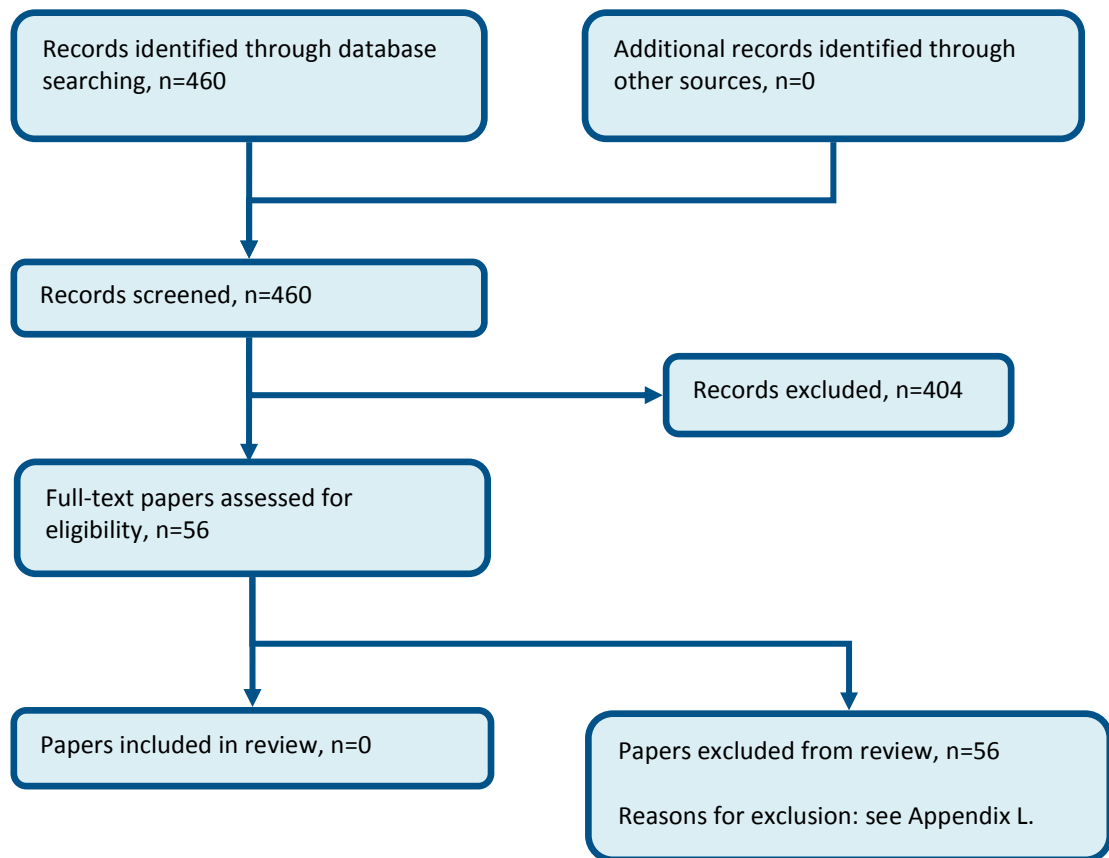 Records identified through database
searching, n=460
Additional records identified through
other sources, n=0
Records screened, n=460
Records excluded, n=404
Full-text papers assessed for
eligibility, n=56
Papers included in review, n=0
Papers excluded from review, n=56
Reasons for exclusion: see Appendix L.